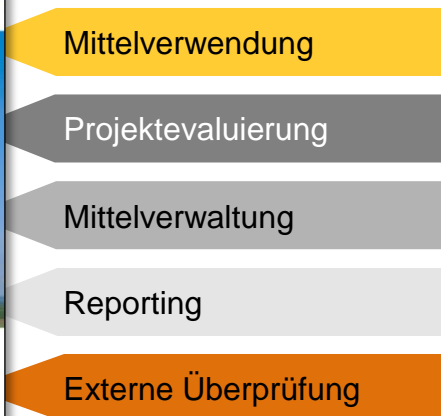 Mittelverwendung
Projektevaluierung
Mittelverwaltung
Reporting
Externe Überprüfung